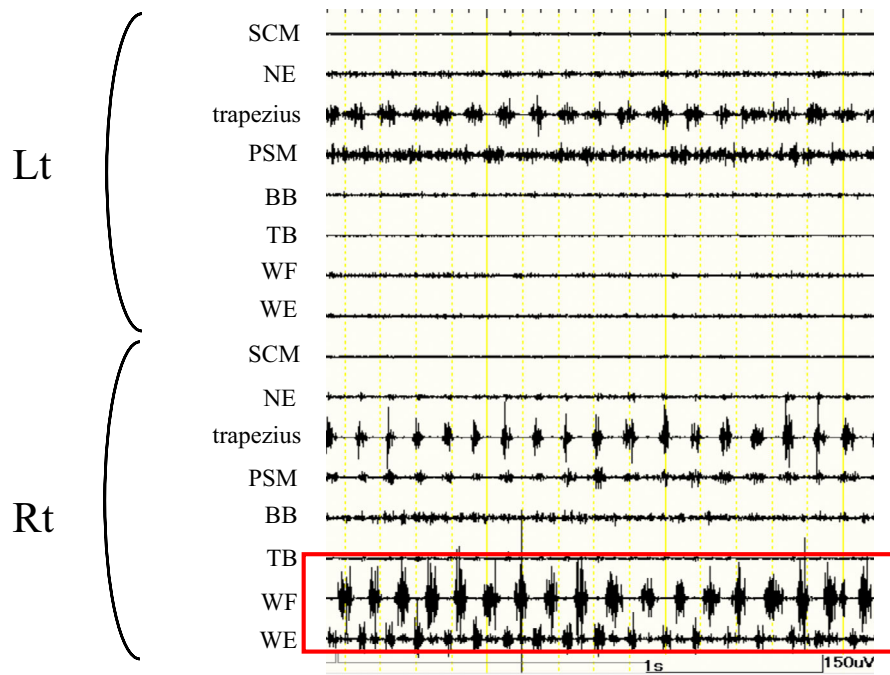 SCM
NE
trapezius
PSM
Lt
BB
TB
WF
WE
SCM
NE
trapezius
PSM
Rt
BB
TB
WF
WE
1s
150uV